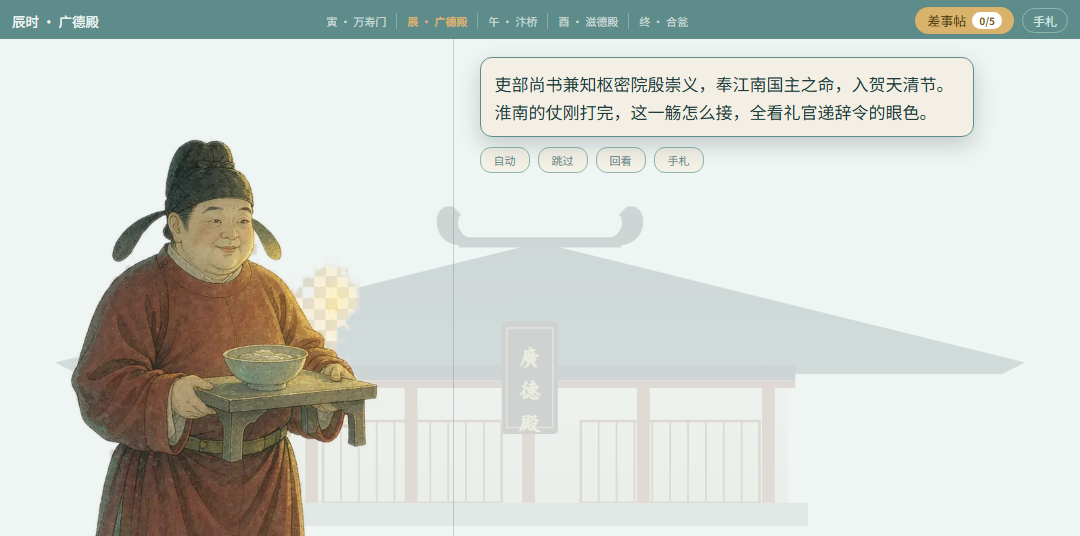 辰时 · 广德殿
寅 · 万寿门
辰 · 广德殿
午 · 汴桥
酉 · 滋德殿
终 · 合盆
差事帖 0/5
手札
吏部尚书兼知枢密院殷崇义，奉江南国主之命，入贺天清节。
淮南的仗刚打完，这一觞怎么接，全看礼官递辞令的眼色。
自动
跳过
回看
手札
廣德殿